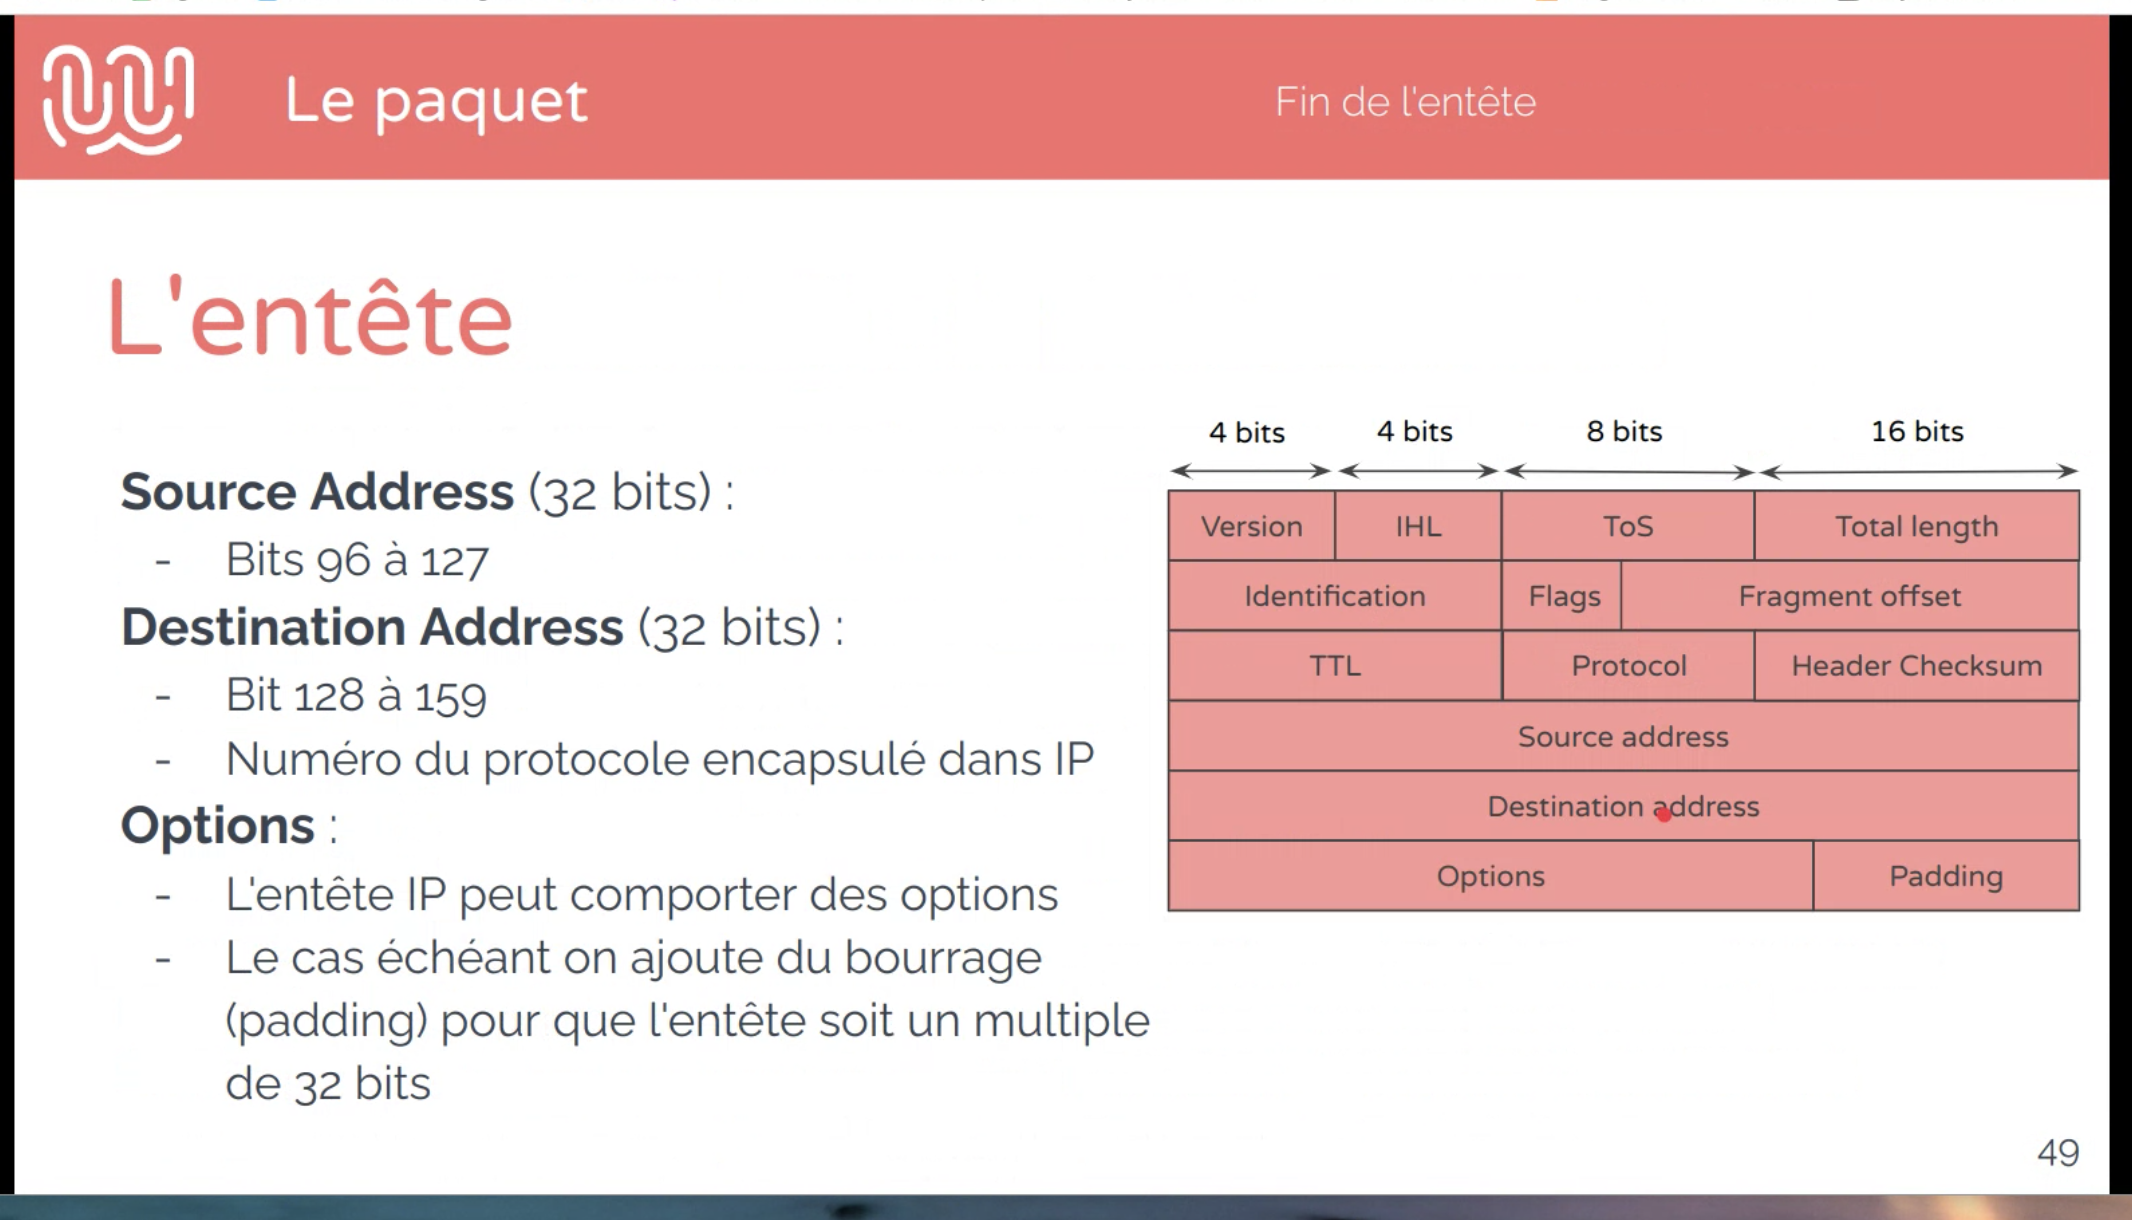 Le paquet
Fin de l'entête
L'entête
Source Address (32 bits) :
- Bits 96 à 127
Destination Address (32 bits) :
- Bit 128 à 159
- Numéro du protocole encapsulé dans IP
Options :
- L'entête IP peut comporter des options
- Le cas échéant on ajoute du bourrage
(padding) pour que l'entête soit un multiple
de 32 bits
4 bits 4 bits 8 bits 16 bits
Version IHL ToS Total length
Identification Flags Fragment offset
TTL Protocol Header Checksum
Source address
Destination address
Options Padding
49